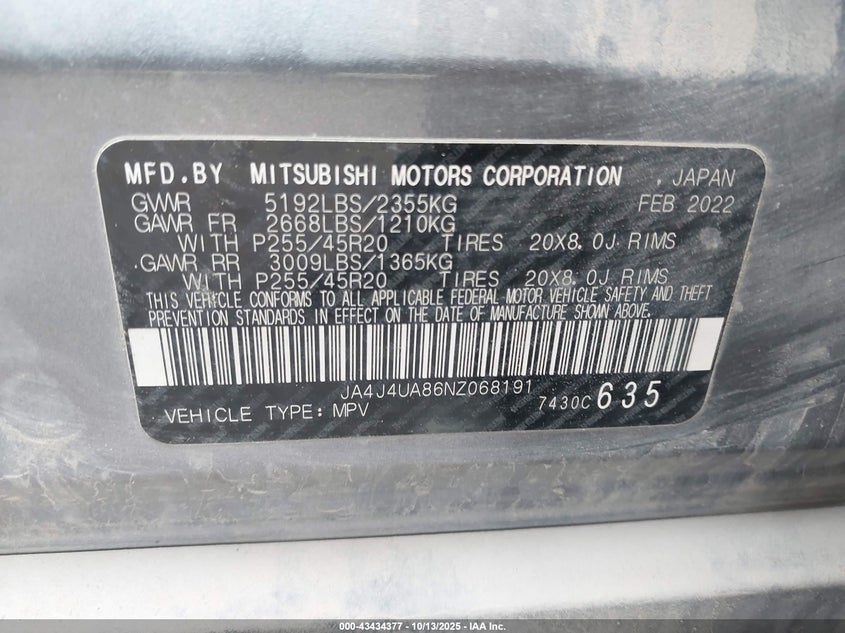 MFD.BY MITSUBISHI MOTORS CORPORATION . JAPAN
GWVR 5192LBS/2355KG FEB 2022
GAWR FR 2668LBS/1210KG
WITH P255/45R20 TIRES 20X8.0J RIMS
.GAWR RR 3009LBS/1365KG
WITH P255/45R20 TIRES 20X8.0J RIMS
THIS VEHICLE CONFORMS TO ALL APPLICABLE FEDERAL MOTOR VEHICLE SAFETY AND THEFT
PREVENTION STANDARDS IN EFFECT ON THE DATE OF MANUFACTURE SHOWN ABOVE.
JA4J4UA86NZ068191
VEHICLE TYPE: MPV 7430C 635
000-43434377 - 10/13/2025 - IAA Inc.